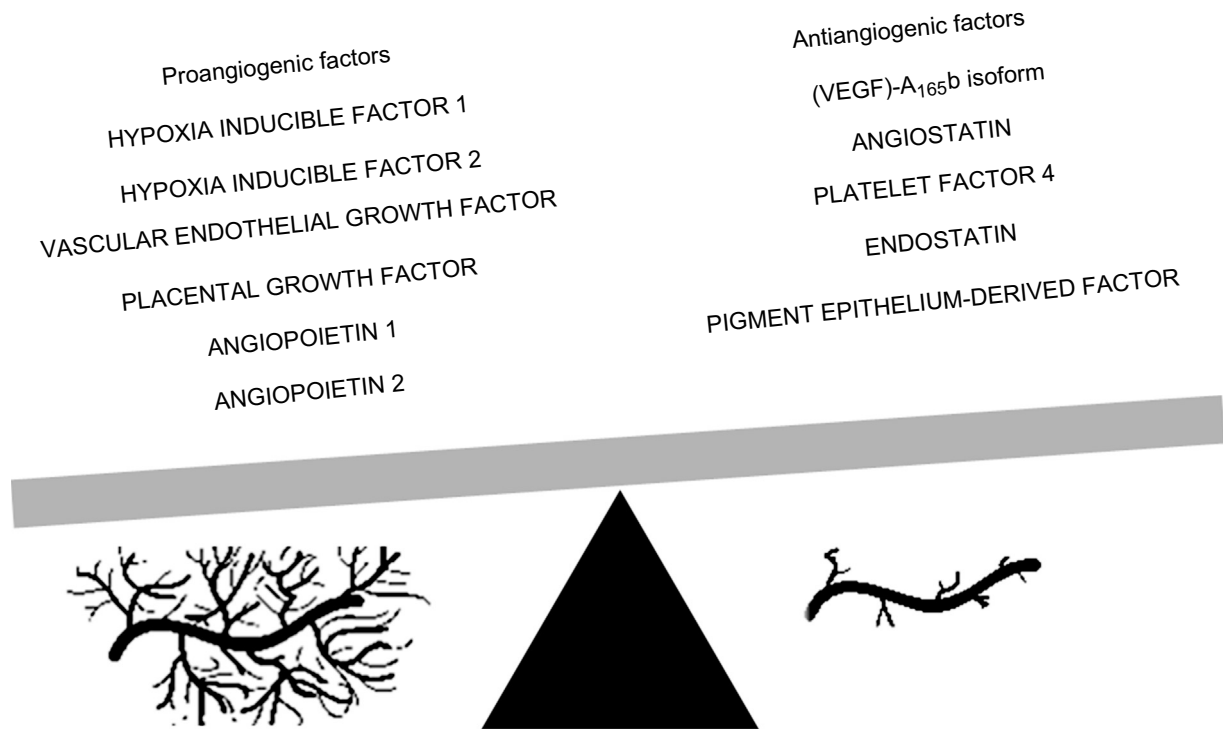 Proangiogenic factors
HYPOXIA INDUCIBLE FACTOR 1
HYPOXIA INDUCIBLE FACTOR 2
VASCULAR ENDOTHELIAL GROWTH FACTOR
PLACENTAL GROWTH FACTOR
ANGIOPOIETIN 1
ANGIOPOIETIN 2
Antiangiogenic factors
(VEGF)-A₁₆₅b isoform
ANGIOSTATIN
PLATELET FACTOR 4
ENDOSTATIN
PIGMENT EPITHELIUM-DERIVED FACTOR